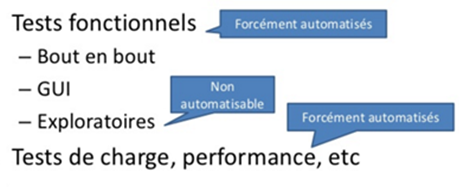 Tests fonctionnels
Forcément automatisés
– Bout en bout
– GUI
Non
automatisable
– Exploratoires
Forcément automatisés
Tests de charge, performance, etc